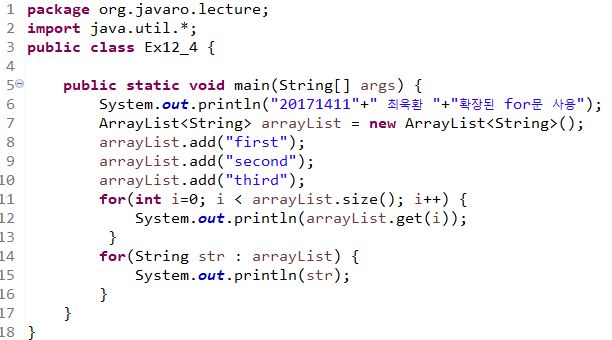 1 package org.javaro.lecture;
2 import java.util.*;
3 public class Ex12_4 {
4
5 public static void main(String[] args) {
6 System.out.println("20171411"+" 최욱환 "+"확장된 for문 사용");
7 ArrayList<String> arrayList = new ArrayList<String>();
8 arrayList.add("first");
9 arrayList.add("second");
10 arrayList.add("third");
11 for(int i=0; i < arrayList.size(); i++) {
12 System.out.println(arrayList.get(i));
13 }
14 for(String str : arrayList) {
15 System.out.println(str);
16 }
17 }
18 }